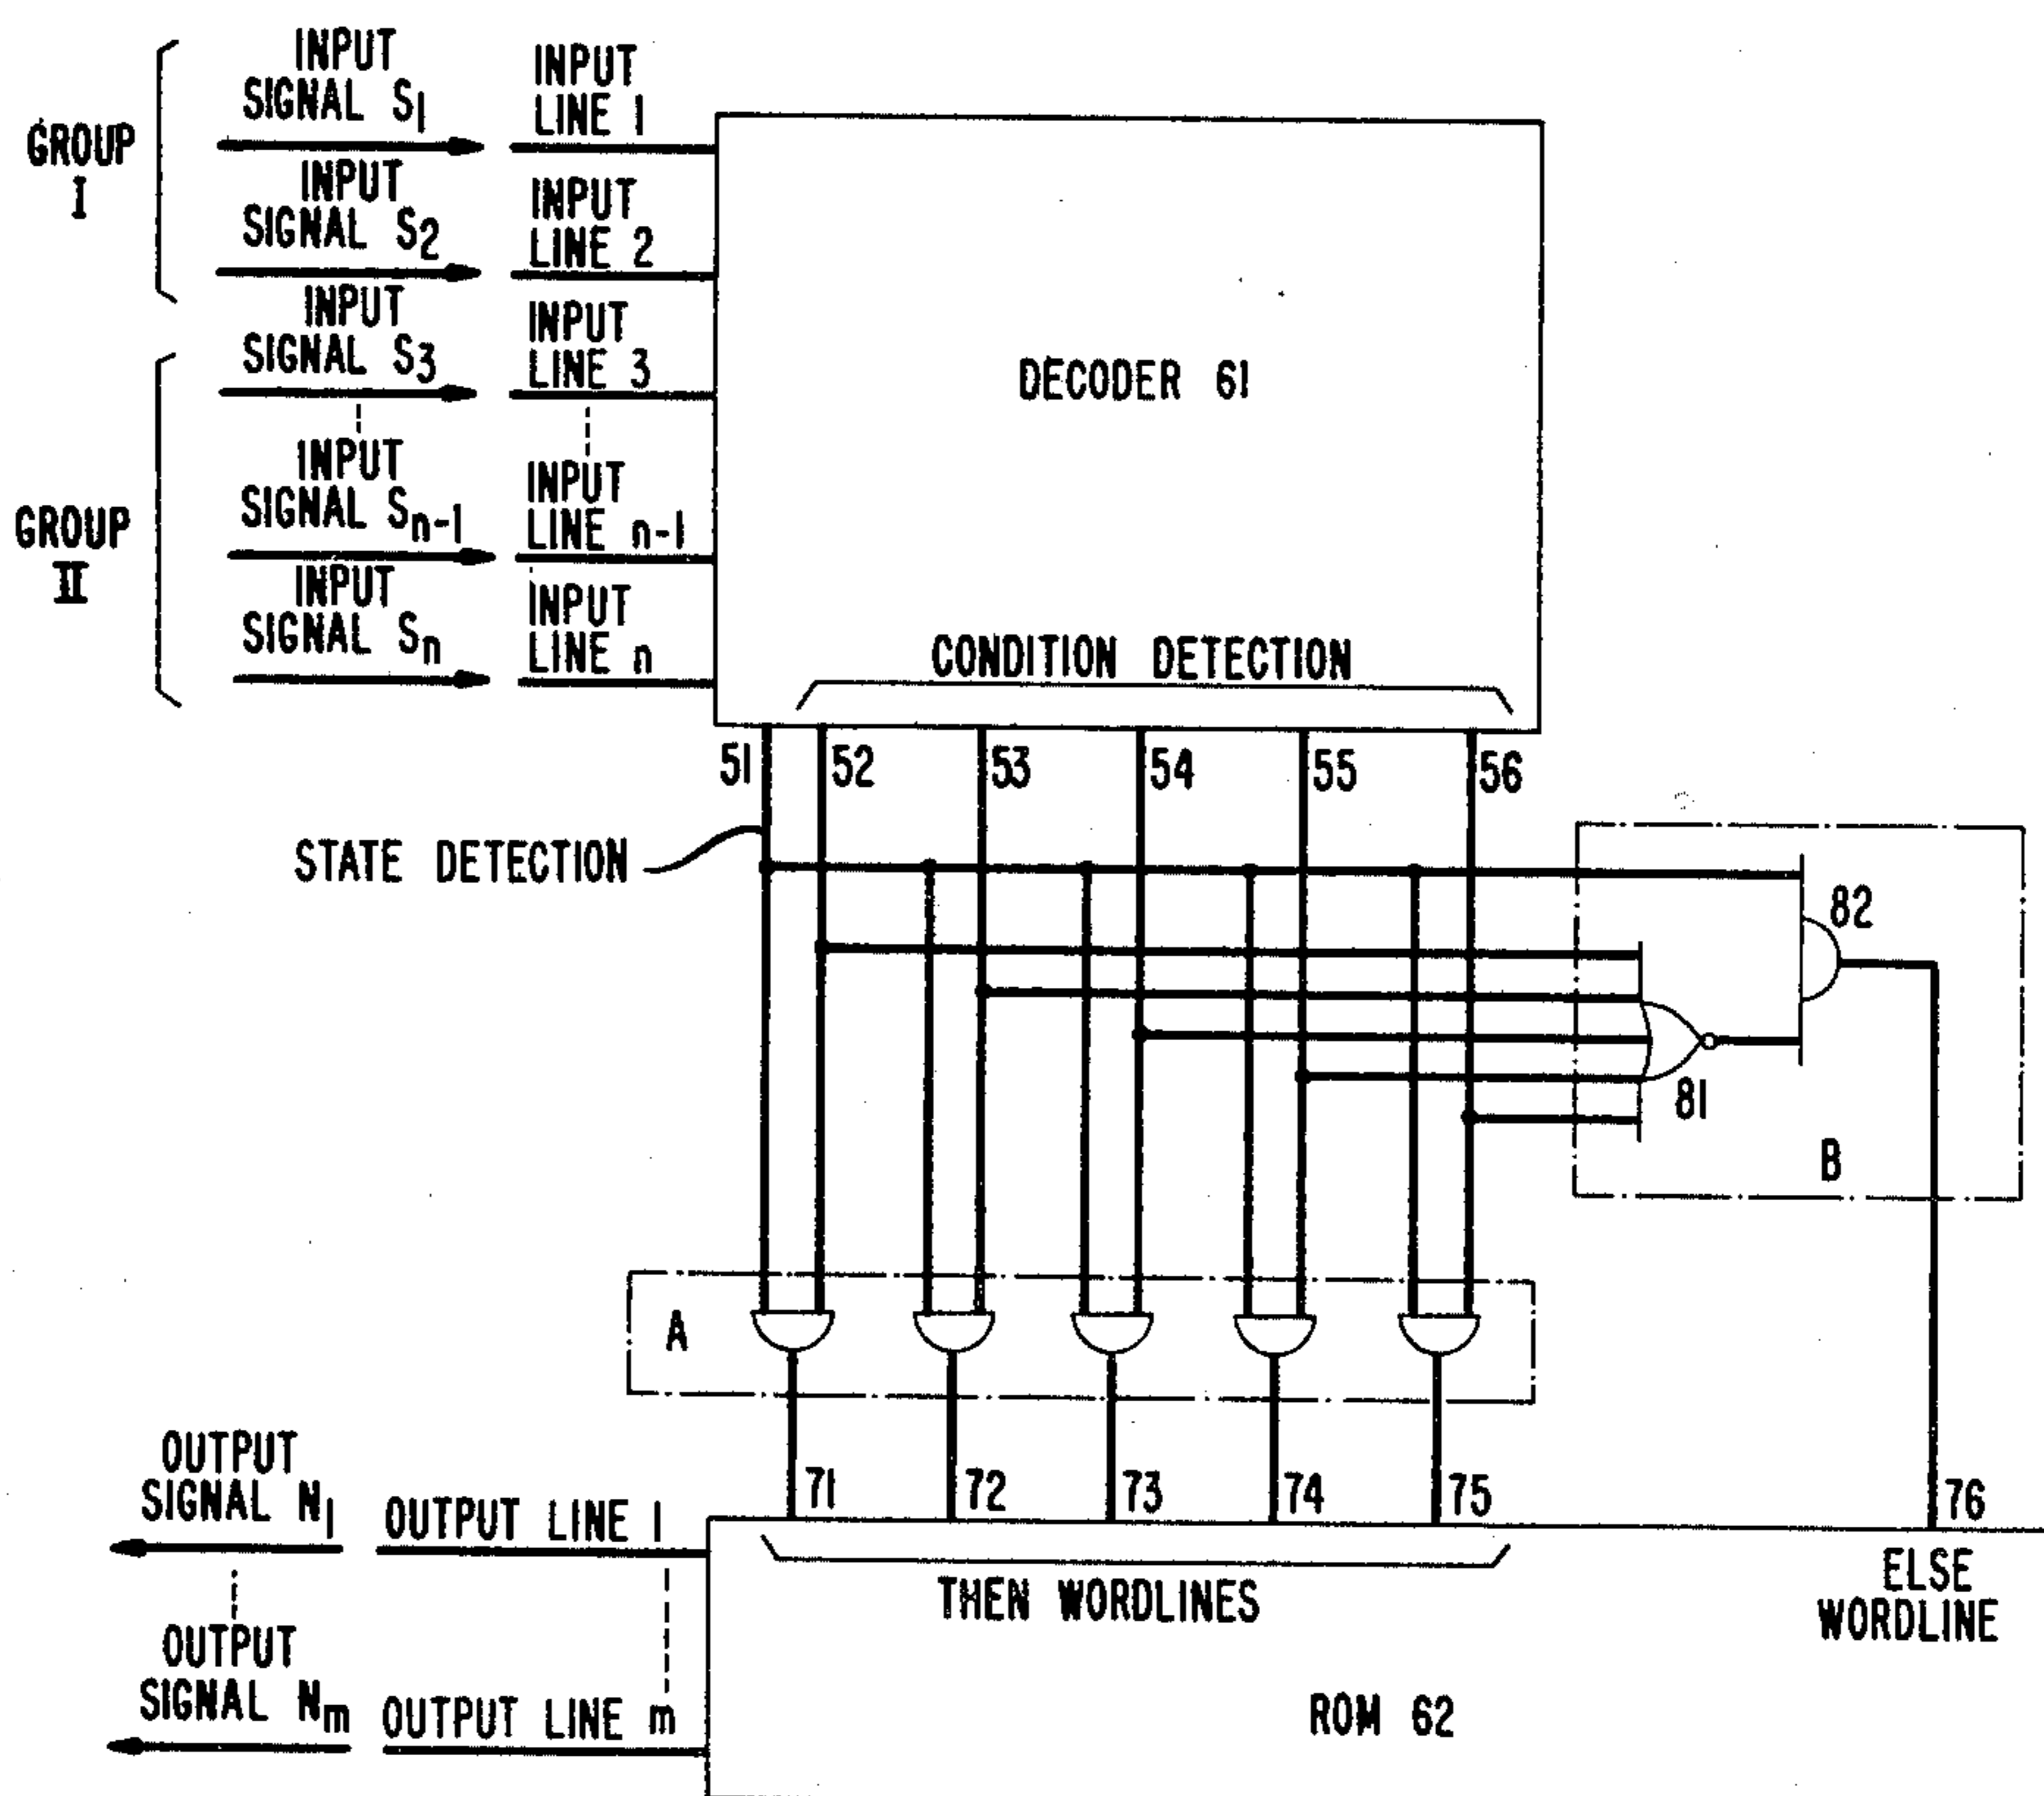 GROUP
I
INPUT
SIGNAL S1
INPUT
LINE 1
INPUT
SIGNAL S2
INPUT
LINE 2
GROUP
II
INPUT
SIGNAL S3
INPUT
LINE 3
INPUT
SIGNAL Sn-1
INPUT
LINE n-1
INPUT
SIGNAL Sn
INPUT
LINE n
DECODER 61
CONDITION DETECTION
51
52
53
54
55
56
STATE DETECTION
82
81
B
A
71
72
73
74
75
76
OUTPUT
SIGNAL N1
OUTPUT LINE 1
THEN WORDLINES
ELSE
WORDLINE
OUTPUT
SIGNAL Nm
OUTPUT LINE m
ROM 62